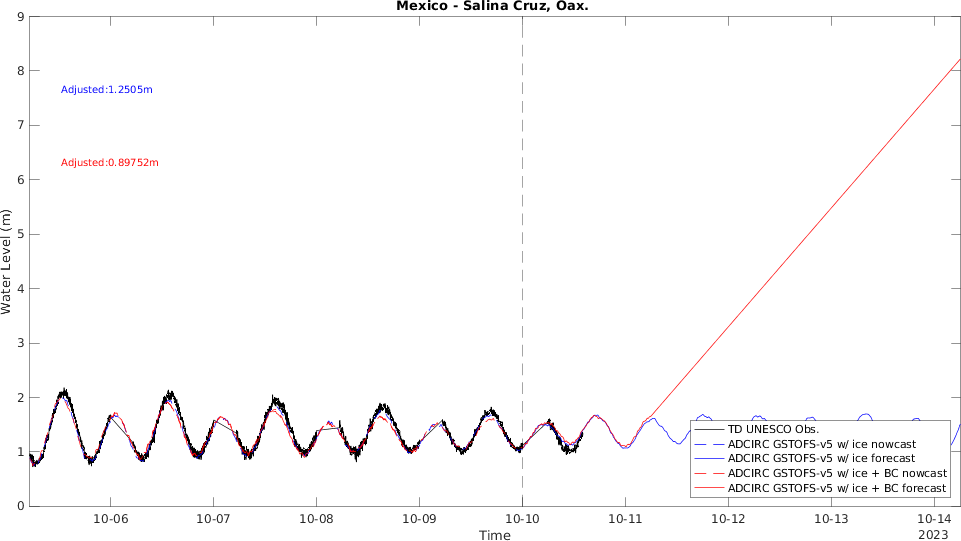 Mexico - Salina Cruz, Oax.
9
8
7
6
5
4
3
2
1
0
Water Level (m)
Adjusted:1.2505m
Adjusted:0.89752m
TD UNESCO Obs.
ADCIRC GSTOFS-v5 w/ ice nowcast
ADCIRC GSTOFS-v5 w/ ice forecast
ADCIRC GSTOFS-v5 w/ ice + BC nowcast
ADCIRC GSTOFS-v5 w/ ice + BC forecast
10-06 10-07 10-08 10-09 10-10 10-11 10-12 10-13 10-14
Time
2023